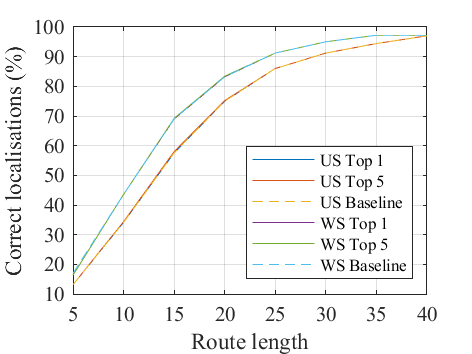 100
90
80
70
60
50
40
30
20
10
Correct localisations (%)
US Top 1
US Top 5
US Baseline
WS Top 1
WS Top 5
WS Baseline
5 10 15 20 25 30 35 40
Route length